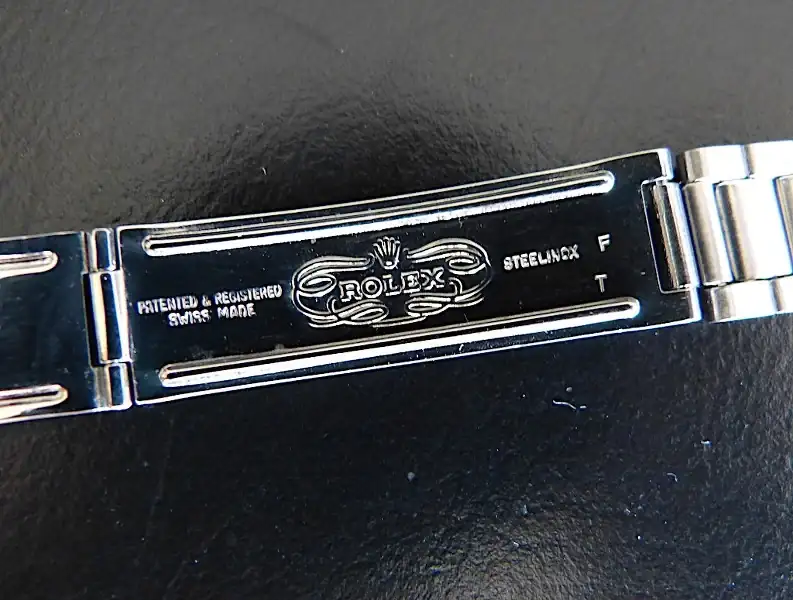 PATENTED & REGISTERED
SWISS MADE
ROLEX
STEELINOX
F
T